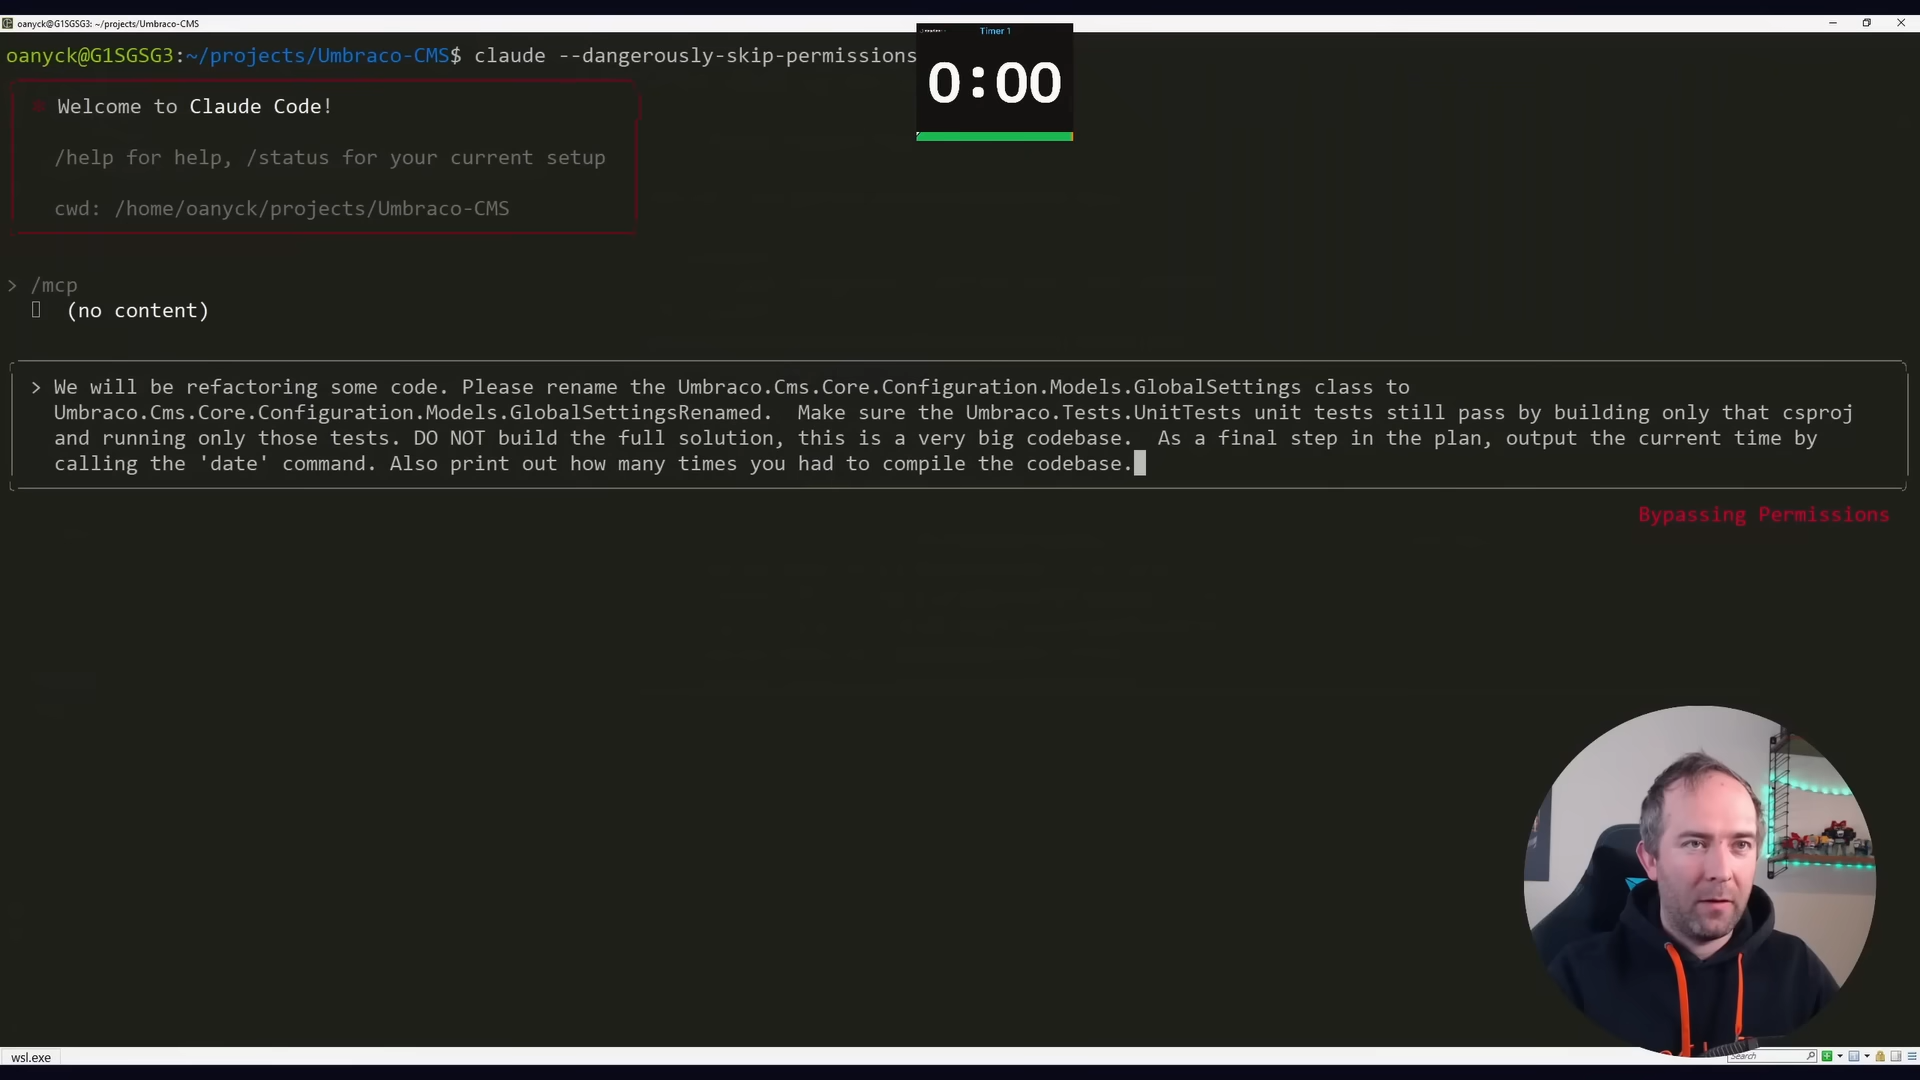 oanyck@G1SGSG3: ~/projects/Umbraco-CMS
oanyck@G1SGSG3:~/projects/Umbraco-CMS$ claude --dangerously-skip-permissions
Timer 1
0:00
Welcome to Claude Code!
/help for help, /status for your current setup
cwd: /home/oanyck/projects/Umbraco-CMS
> /mcp
(no content)
> We will be refactoring some code. Please rename the Umbraco.Cms.Core.Configuration.Models.GlobalSettings class to
Umbraco.Cms.Core.Configuration.Models.GlobalSettingsRenamed.  Make sure the Umbraco.Tests.UnitTests unit tests still pass by building only that csproj
and running only those tests. DO NOT build the full solution, this is a very big codebase.  As a final step in the plan, output the current time by
calling the 'date' command. Also print out how many times you had to compile the codebase.
Bypassing Permissions
wsl.exe
Search